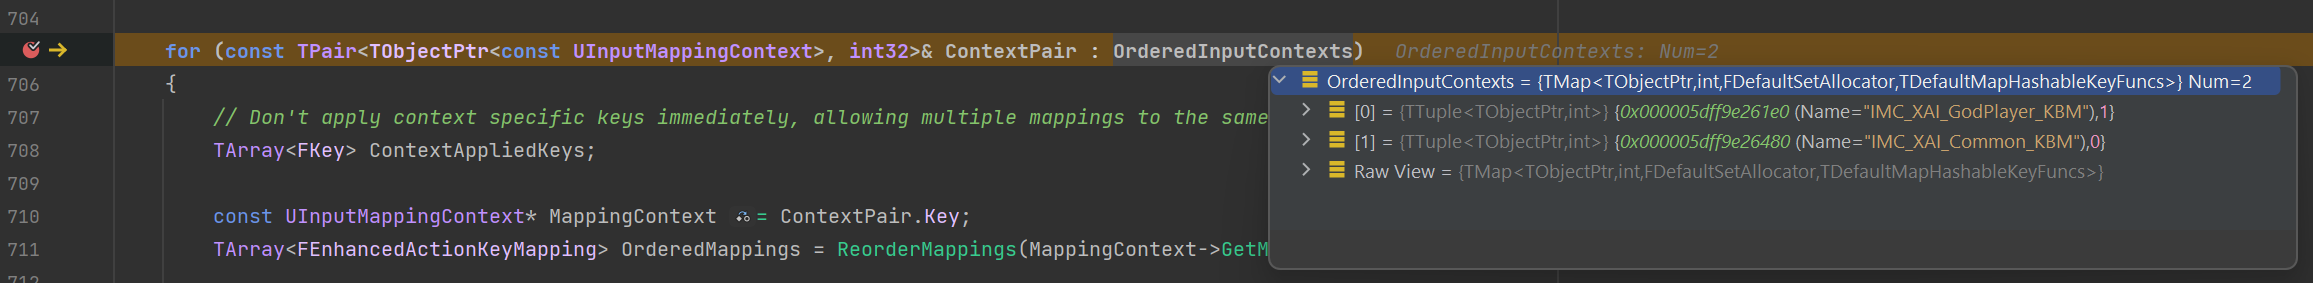 704
for (const TPair<TObjectPtr<const UInputMappingContext>, int32>& ContextPair : OrderedInputContexts) OrderedInputContexts: Num=2
706 {
707 // Don't apply context specific keys immediately, allowing multiple mappings to the same
708 TArray<FKey> ContextAppliedKeys;
709
710 const UInputMappingContext* MappingContext = ContextPair.Key;
711 TArray<FEnhancedActionKeyMapping> OrderedMappings = ReorderMappings(MappingContext->GetM
OrderedInputContexts = {TMap<TObjectPtr,int,FDefaultSetAllocator,TDefaultMapHashableKeyFuncs>} Num=2
[0] = {TTuple<TObjectPtr,int>} {0x000005dff9e261e0 (Name="IMC_XAI_GodPlayer_KBM"),1}
[1] = {TTuple<TObjectPtr,int>} {0x000005dff9e26480 (Name="IMC_XAI_Common_KBM"),0}
Raw View = {TMap<TObjectPtr,int,FDefaultSetAllocator,TDefaultMapHashableKeyFuncs>}